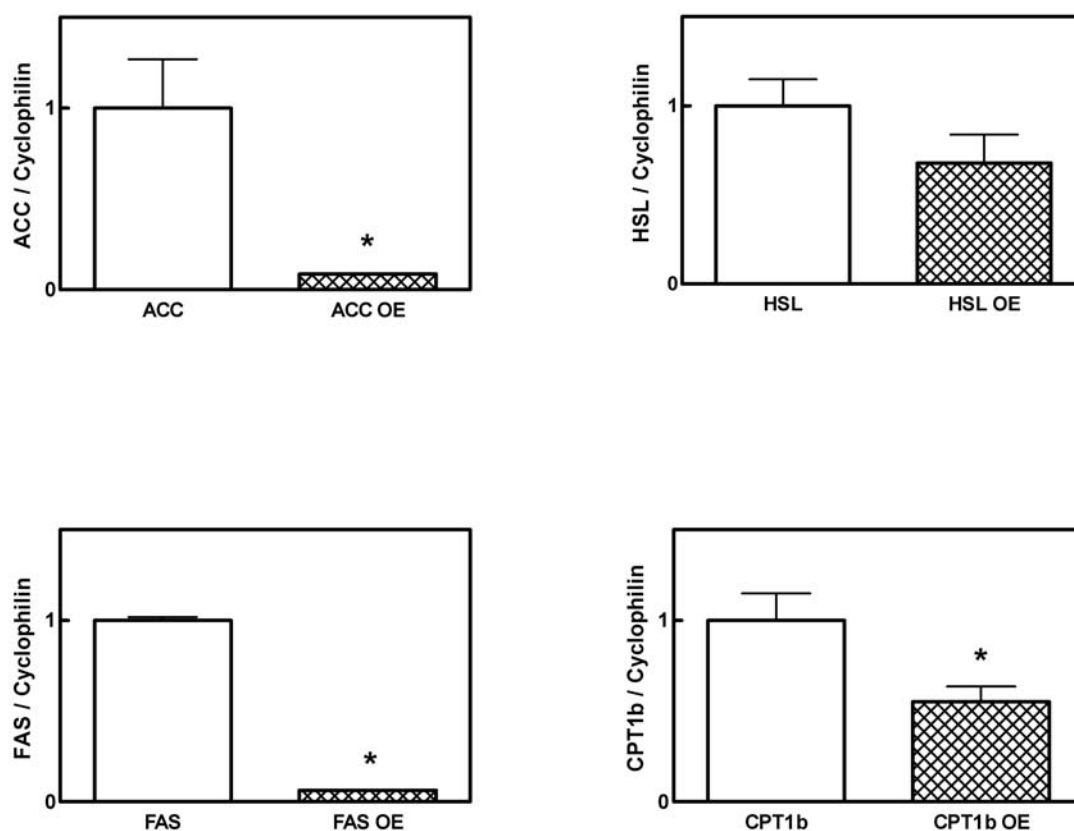 ACC / Cyclophilin
1
0
*
ACC
ACC OE
HSL / Cyclophilin
1
0
HSL
HSL OE
FAS / Cyclophilin
1
0
*
FAS
FAS OE
CPT1b / Cyclophilin
1
0
*
CPT1b
CPT1b OE